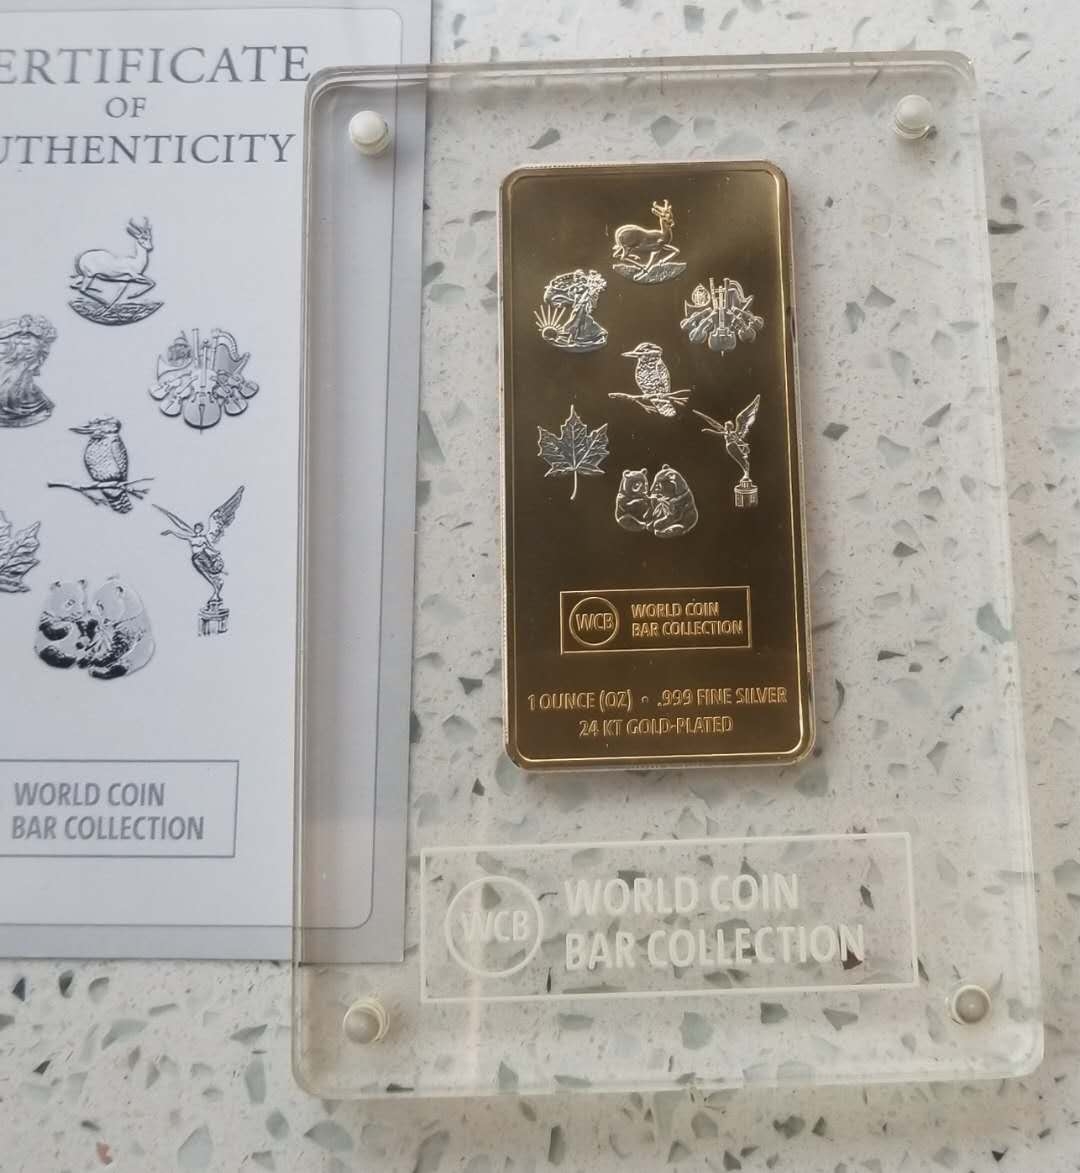 ERTIFICATE
OF
UTHENTICITY
WORLD COIN
BAR COLLECTION
WCB
WORLD COIN
BAR COLLECTION
1 OUNCE (OZ) • .999 FINE SILVER
24 KT GOLD-PLATED
WCB
WORLD COIN
BAR COLLECTION